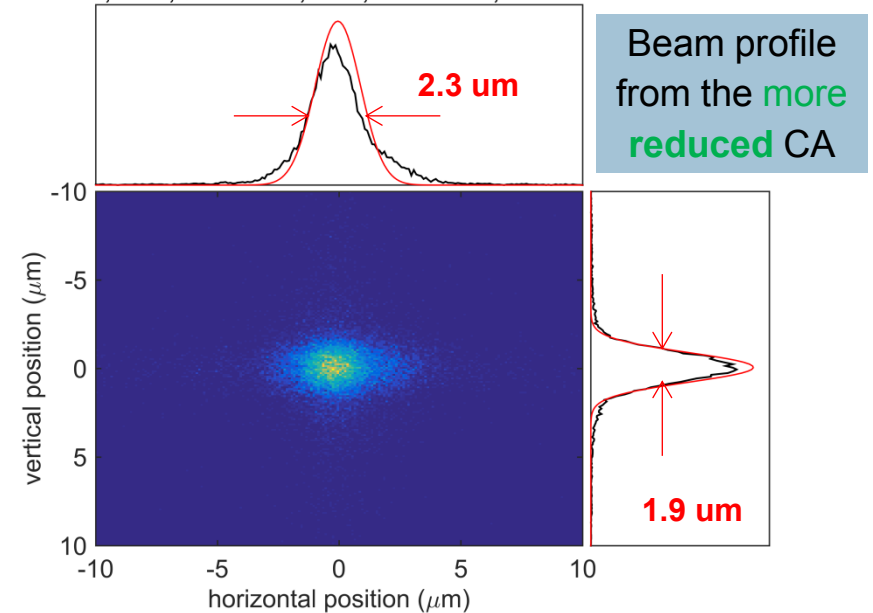 Beam profile
from the more
reduced CA
2.3 um
-10
-5
0
5
10
vertical position (μm)
1.9 um
-10
-5
0
5
10
horizontal position (μm)